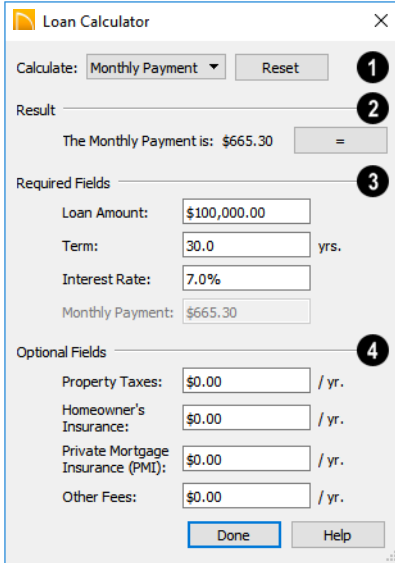 Loan Calculator
Calculate: Monthly Payment Reset 1
Result 2
The Monthly Payment is: $665.30 =
Required Fields 3
Loan Amount: $100,000.00
Term: 30.0 yrs.
Interest Rate: 7.0%
Monthly Payment: $665.30
Optional Fields 4
Property Taxes: $0.00 / yr.
Homeowner's
Insurance: $0.00 / yr.
Private Mortgage
Insurance (PMI): $0.00 / yr.
Other Fees: $0.00 / yr.
Done Help